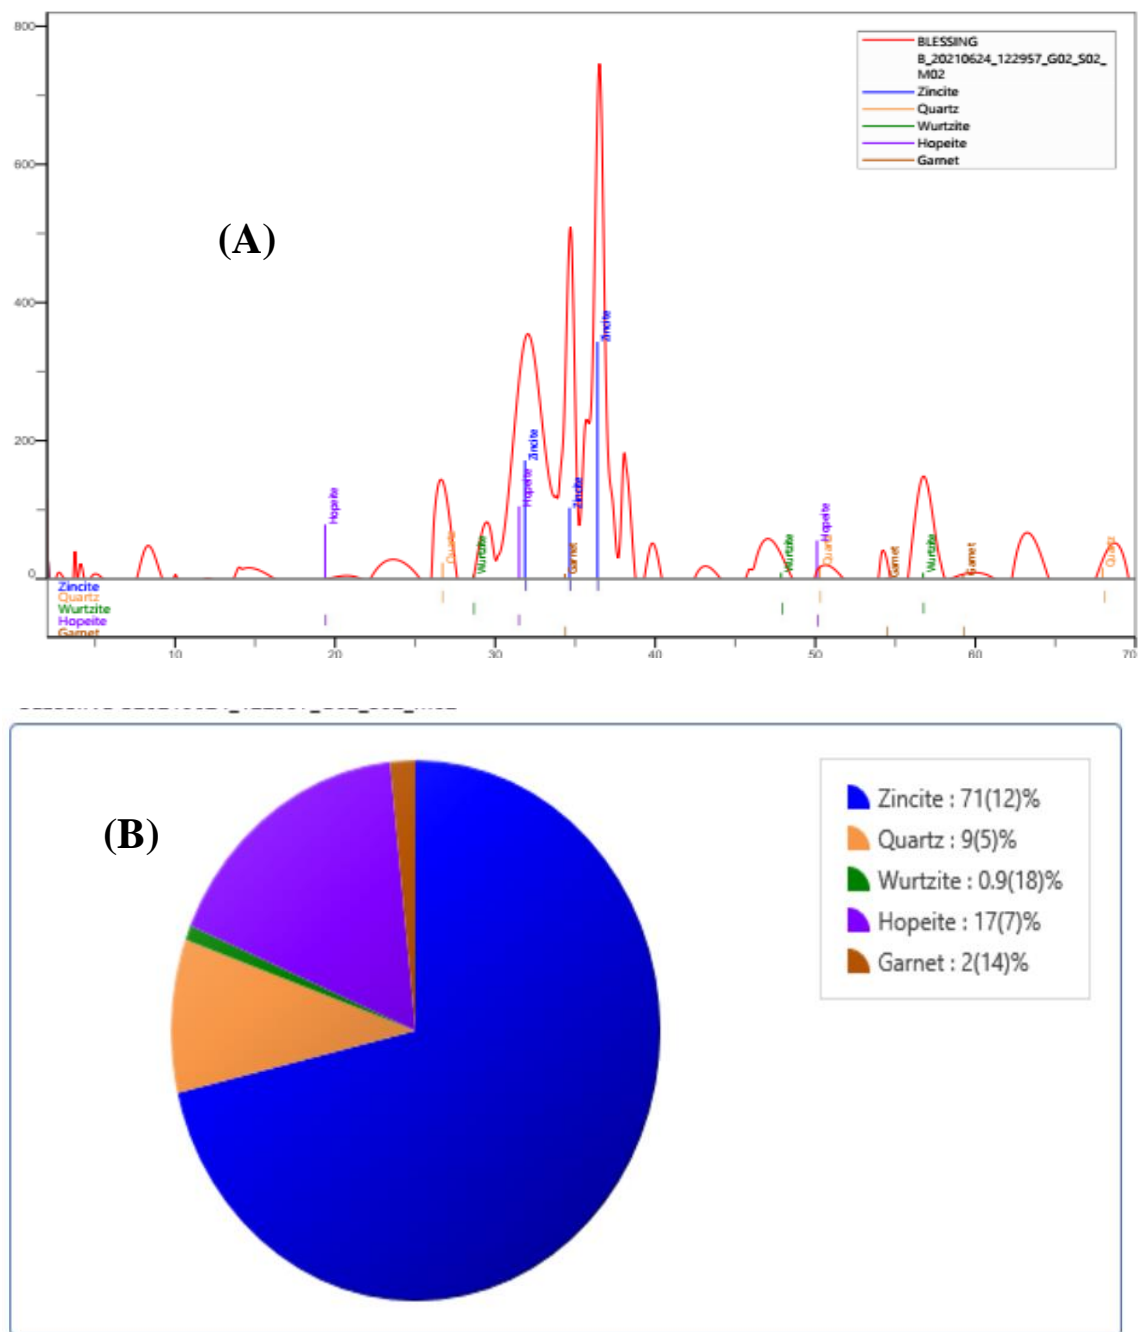 800
BLESSING
B_20210624_122957_G02_S02_
M02
Zincite
Quartz
Wurtzite
Hopeite
Garnet
600
(A)
400
Zincite
200
Zincite
Hopeite
Hopeite
Zincite
Hopeite
Quartz
Wurtzite
Garnet
Wurtzite
Quartz
Garnet
Wurtzite
Garnet
Quartz
0
Zincite
Quartz
Wurtzite
Hopeite
Garnet
10 20 30 40 50 60 70
(B)
Zincite : 71(12)%
Quartz : 9(5)%
Wurtzite : 0.9(18)%
Hopeite : 17(7)%
Garnet : 2(14)%